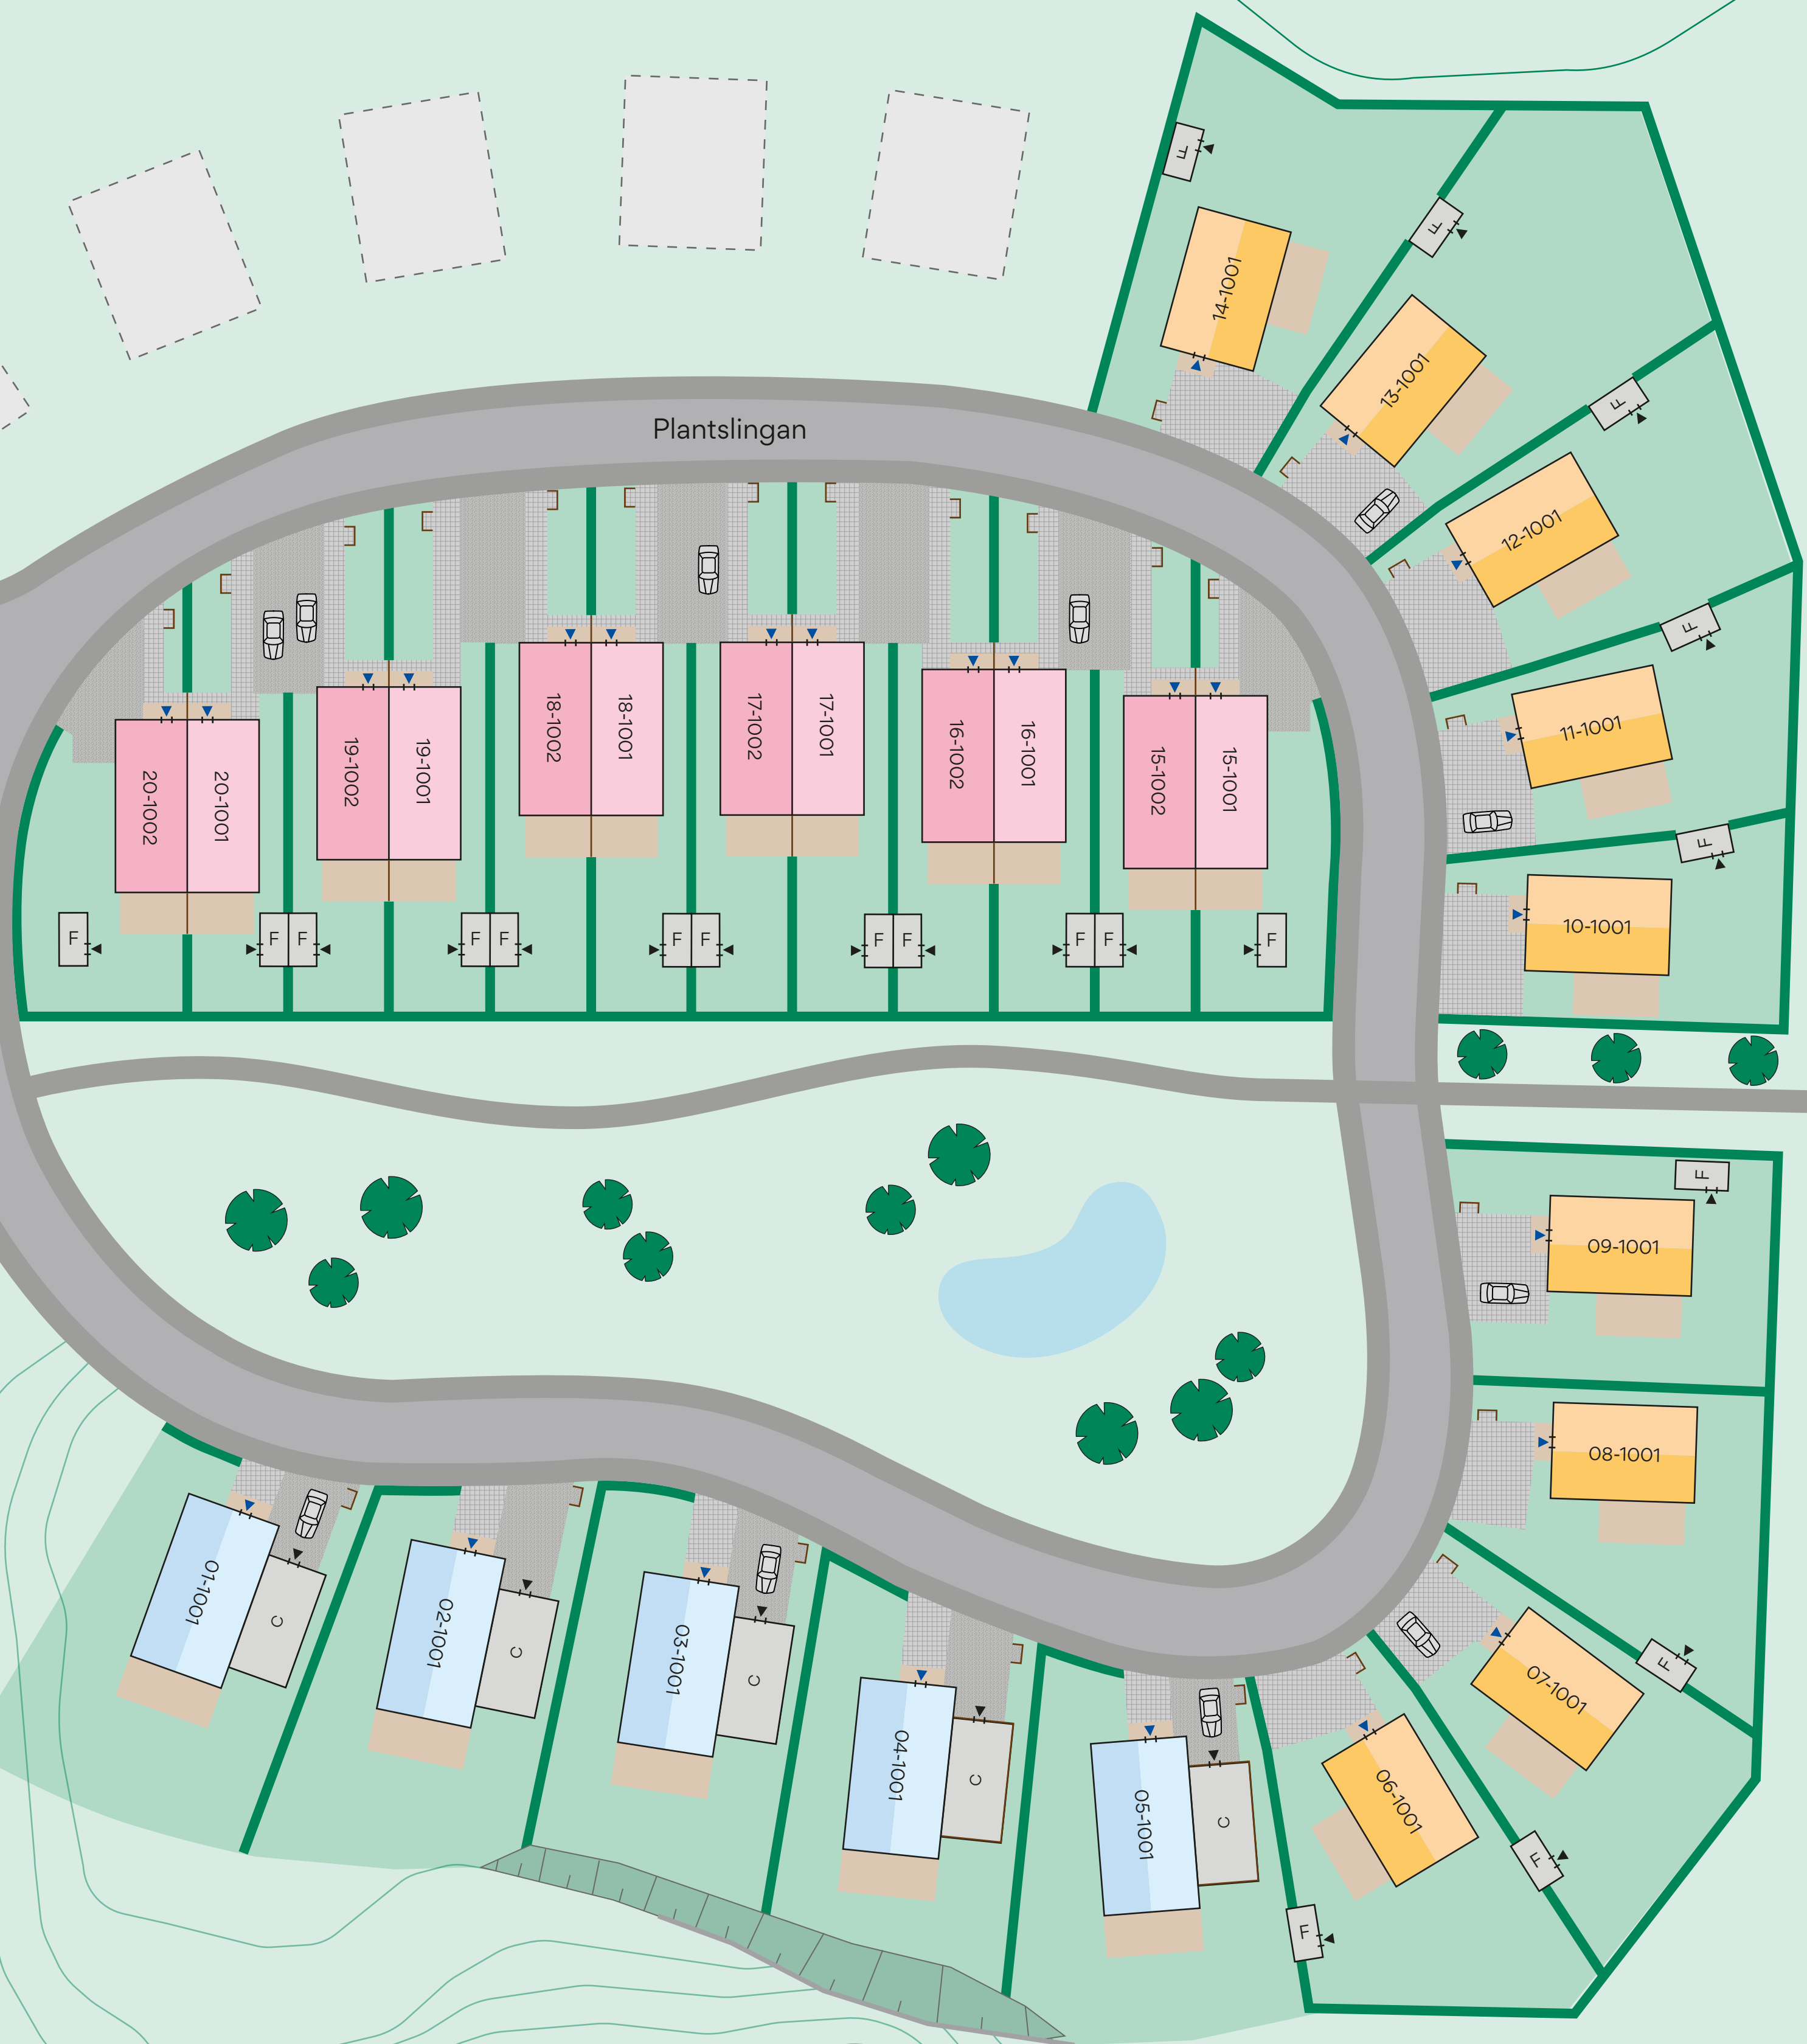 F
14-1001
F
13-1001
F
Plantslingan
12-1001
F
11-1001
F
10-1001
20-1002
20-1001
19-1002
19-1001
18-1002
18-1001
17-1002
17-1001
16-1002
16-1001
15-1002
15-1001
F
F F
F F
F F
F F
F F
F
F
09-1001
08-1001
F
07-1001
06-1001
F
F
01-1001
C
02-1001
C
03-1001
C
04-1001
C
05-1001
C